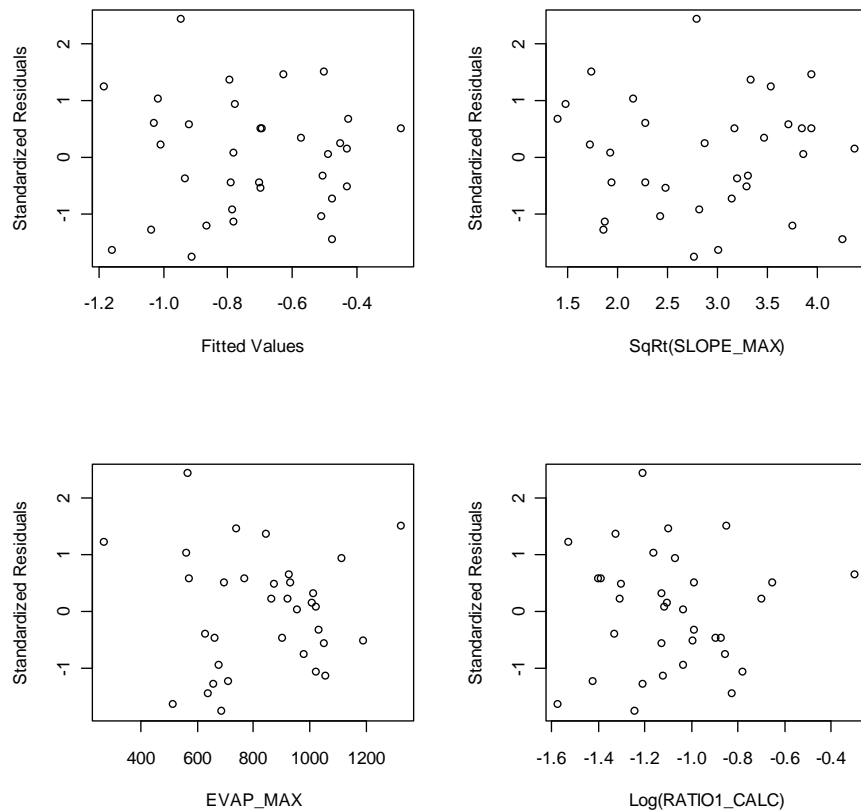 Standardized Residuals
2
1
0
-1
-1.2 -1.0 -0.8 -0.6 -0.4
Fitted Values
Standardized Residuals
2
1
0
-1
1.5 2.0 2.5 3.0 3.5 4.0
SqRt(SLOPE_MAX)
Standardized Residuals
2
1
0
-1
400 600 800 1000 1200
EVAP_MAX
Standardized Residuals
2
1
0
-1
-1.6 -1.4 -1.2 -1.0 -0.8 -0.6 -0.4
Log(RATIO1_CALC)